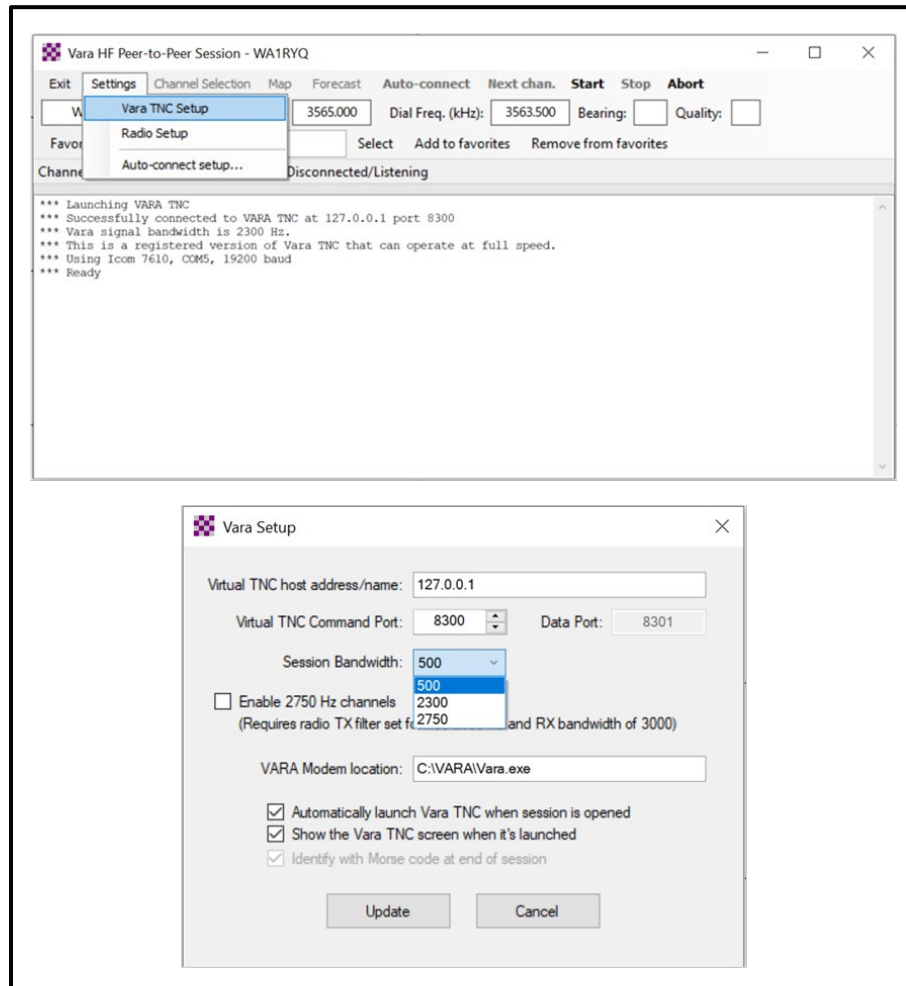 Vara HF Peer-to-Peer Session - WA1RYQ
Exit Settings Channel Selection Map Forecast Auto-connect Next chan. Start Stop Abort
W 3565.000 Dial Freq. (kHz): 3563.500 Bearing: Quality:
Vara TNC Setup
Radio Setup
Auto-connect setup...
Favor Select Add to favorites Remove from favorites
Channe Disconnected/Listening
*** Launching VARA TNC
*** Successfully connected to VARA TNC at 127.0.0.1 port 8300
*** Vara signal bandwidth is 2300 Hz.
*** This is a registered version of Vara TNC that can operate at full speed.
*** Using Icom 7610, COM5, 19200 baud
*** Ready
Vara Setup
Virtual TNC host address/name: 127.0.0.1
Virtual TNC Command Port: 8300 Data Port: 8301
Session Bandwidth: 500
500
2300
2750
Enable 2750 Hz channels
(Requires radio TX filter set and RX bandwidth of 3000)
VARA Modem location: C:\VARA\Vara.exe
Automatically launch Vara TNC when session is opened
Show the Vara TNC screen when it's launched
Identify with Morse code at end of session
Update Cancel